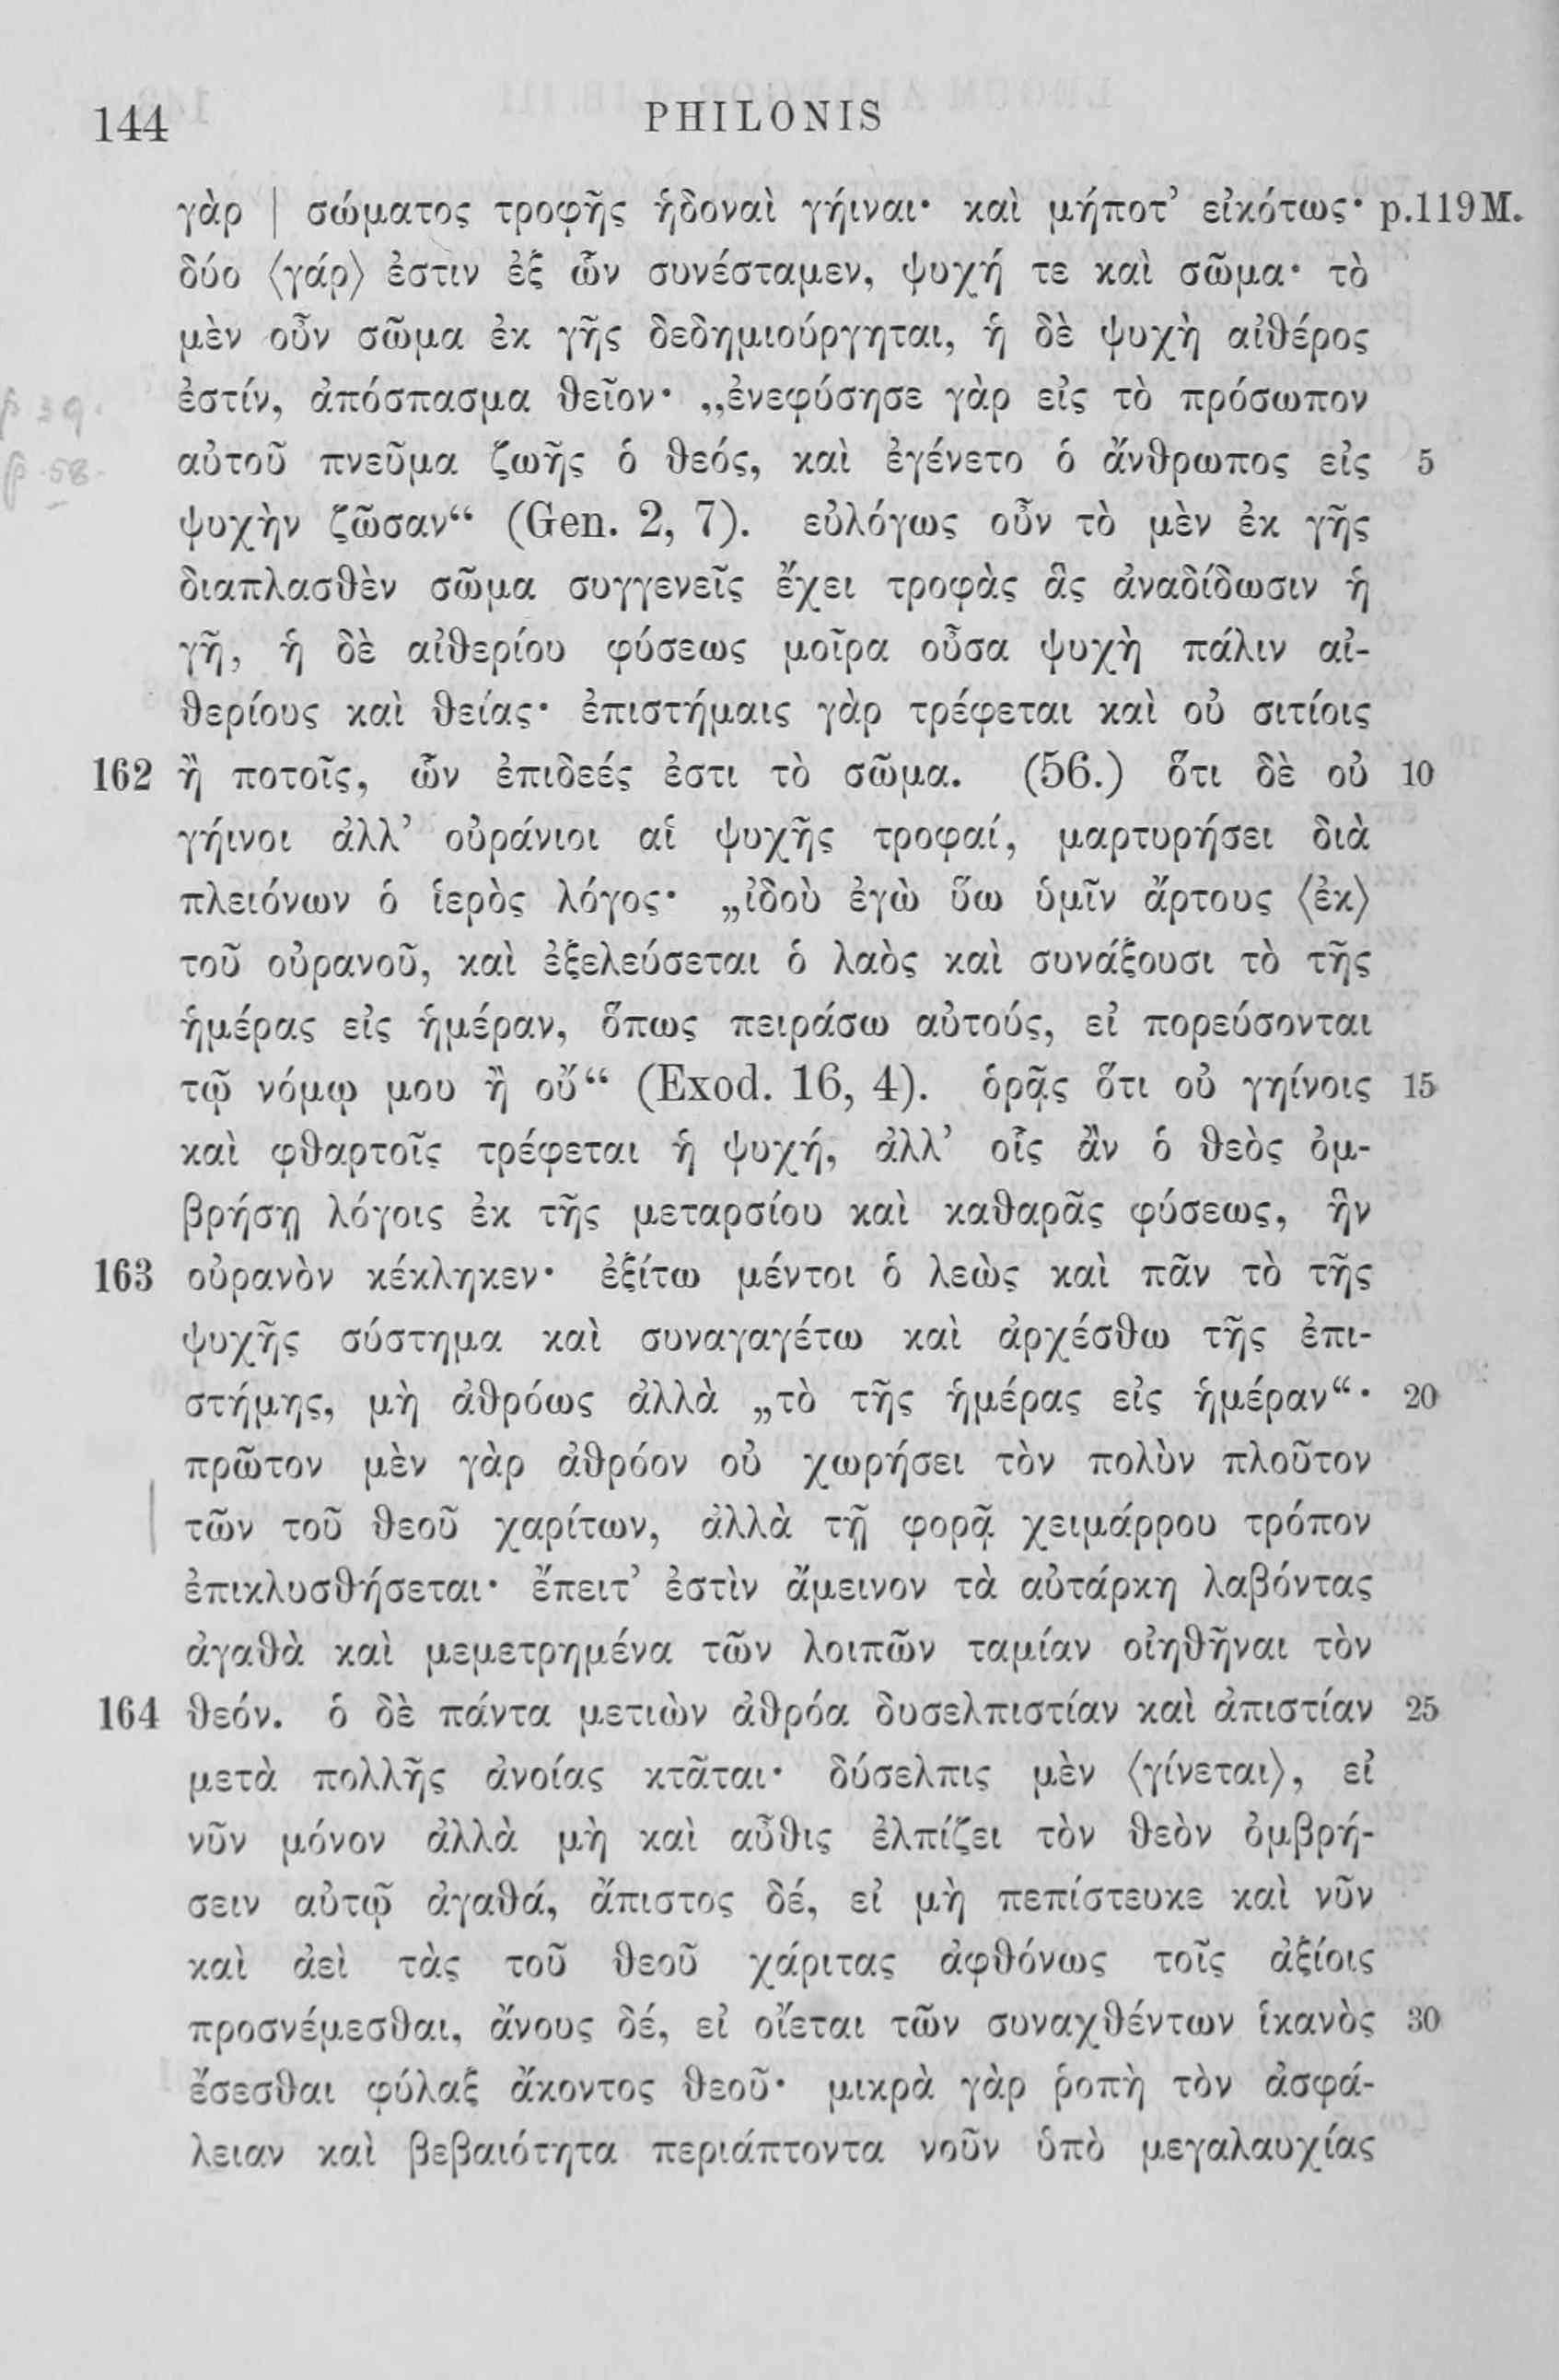 144 PHILONIS
γὰρ | σώματος τροφῆς ἡδοναὶ γήιναι· καὶ μήποτ’ εἰκότως· p.119M.
δύο ⟨γάρ⟩ ἐστιν ἐξ ὧν συνέσταμεν, ψυχή τε καὶ σῶμα· τὸ
μὲν οὖν σῶμα ἐκ γῆς δεδημιούργηται, ἡ δὲ ψυχὴ αἰθέρος
ἐστίν, ἀπόσπασμα θεῖον· „ἐνεφύσησε γὰρ εἰς τὸ πρόσωπον
p 39.
αὐτοῦ πνεῦμα ζωῆς ὁ θεός, καὶ ἐγένετο ὁ ἄνθρωπος εἰς 5
p. 58.
ψυχὴν ζῶσαν“ (Gen. 2, 7). εὐλόγως οὖν τὸ μὲν ἐκ γῆς
διαπλασθὲν σῶμα συγγενεῖς ἔχει τροφὰς ἃς ἀναδίδωσιν ἡ
γῆ, ἡ δὲ αἰθερίου φύσεως μοῖρα οὖσα ψυχὴ πάλιν αἰ-
θερίους καὶ θείας· ἐπιστήμαις γὰρ τρέφεται καὶ οὐ σιτίοις
162 ἢ ποτοῖς, ὧν ἐπιδεές ἐστι τὸ σῶμα. (56.) ὅτι δὲ οὐ 10
γήινοι ἀλλ’ οὐράνιοι αἱ ψυχῆς τροφαί, μαρτυρήσει διὰ
πλειόνων ὁ ἱερὸς λόγος· „ἰδοὺ ἐγὼ ὕω ὑμῖν ἄρτους ⟨ἐκ⟩
τοῦ οὐρανοῦ, καὶ ἐξελεύσεται ὁ λαὸς καὶ συνάξουσι τὸ τῆς
ἡμέρας εἰς ἡμέραν, ὅπως πειράσω αὐτούς, εἰ πορεύσονται
τῷ νόμῳ μου ἢ οὔ“ (Exod. 16, 4). ὁρᾷς ὅτι οὐ γηίνοις 15
καὶ φθαρτοῖς τρέφεται ἡ ψυχή, ἀλλ’ οἷς ἂν ὁ θεὸς ὀμ-
βρήσῃ λόγοις ἐκ τῆς μεταρσίου καὶ καθαρᾶς φύσεως, ἣν
163 οὐρανὸν κέκληκεν· ἐξίτω μέντοι ὁ λεὼς καὶ πᾶν τὸ τῆς
ψυχῆς σύστημα καὶ συναγαγέτω καὶ ἀρχέσθω τῆς ἐπι-
στήμης, μὴ ἀθρόως ἀλλὰ „τὸ τῆς ἡμέρας εἰς ἡμέραν“· 20
πρῶτον μὲν γὰρ ἀθρόον οὐ χωρήσει τὸν πολὺν πλοῦτον
τῶν τοῦ θεοῦ χαρίτων, ἀλλὰ τῇ φορᾷ χειμάρρου τρόπον
ἐπικλυσθήσεται· ἔπειτ’ ἐστὶν ἄμεινον τὰ αὐτάρκη λαβόντας
ἀγαθὰ καὶ μεμετρημένα τῶν λοιπῶν ταμίαν οἰηθῆναι τὸν
164 θεόν. ὁ δὲ πάντα μετιὼν ἀθρόα δυσελπιστίαν καὶ ἀπιστίαν 25
μετὰ πολλῆς ἀνοίας κτᾶται· δύσελπις μὲν ⟨γίνεται⟩, εἰ
νῦν μόνον ἀλλὰ μὴ καὶ αὖθις ἐλπίζει τὸν θεὸν ὀμβρή-
σειν αὐτῷ ἀγαθά, ἄπιστος δέ, εἰ μὴ πεπίστευκε καὶ νῦν
καὶ ἀεὶ τὰς τοῦ θεοῦ χάριτας ἀφθόνως τοῖς ἀξίοις
προσνέμεσθαι, ἄνους δέ, εἰ οἴεται τῶν συναχθέντων ἱκανὸς 30
ἔσεσθαι φύλαξ ἄκοντος θεοῦ· μικρὰ γὰρ ῥοπὴ τὸν ἀσφά-
λειαν καὶ βεβαιότητα περιάπτοντα νοῦν ὑπὸ μεγαλαυχίας